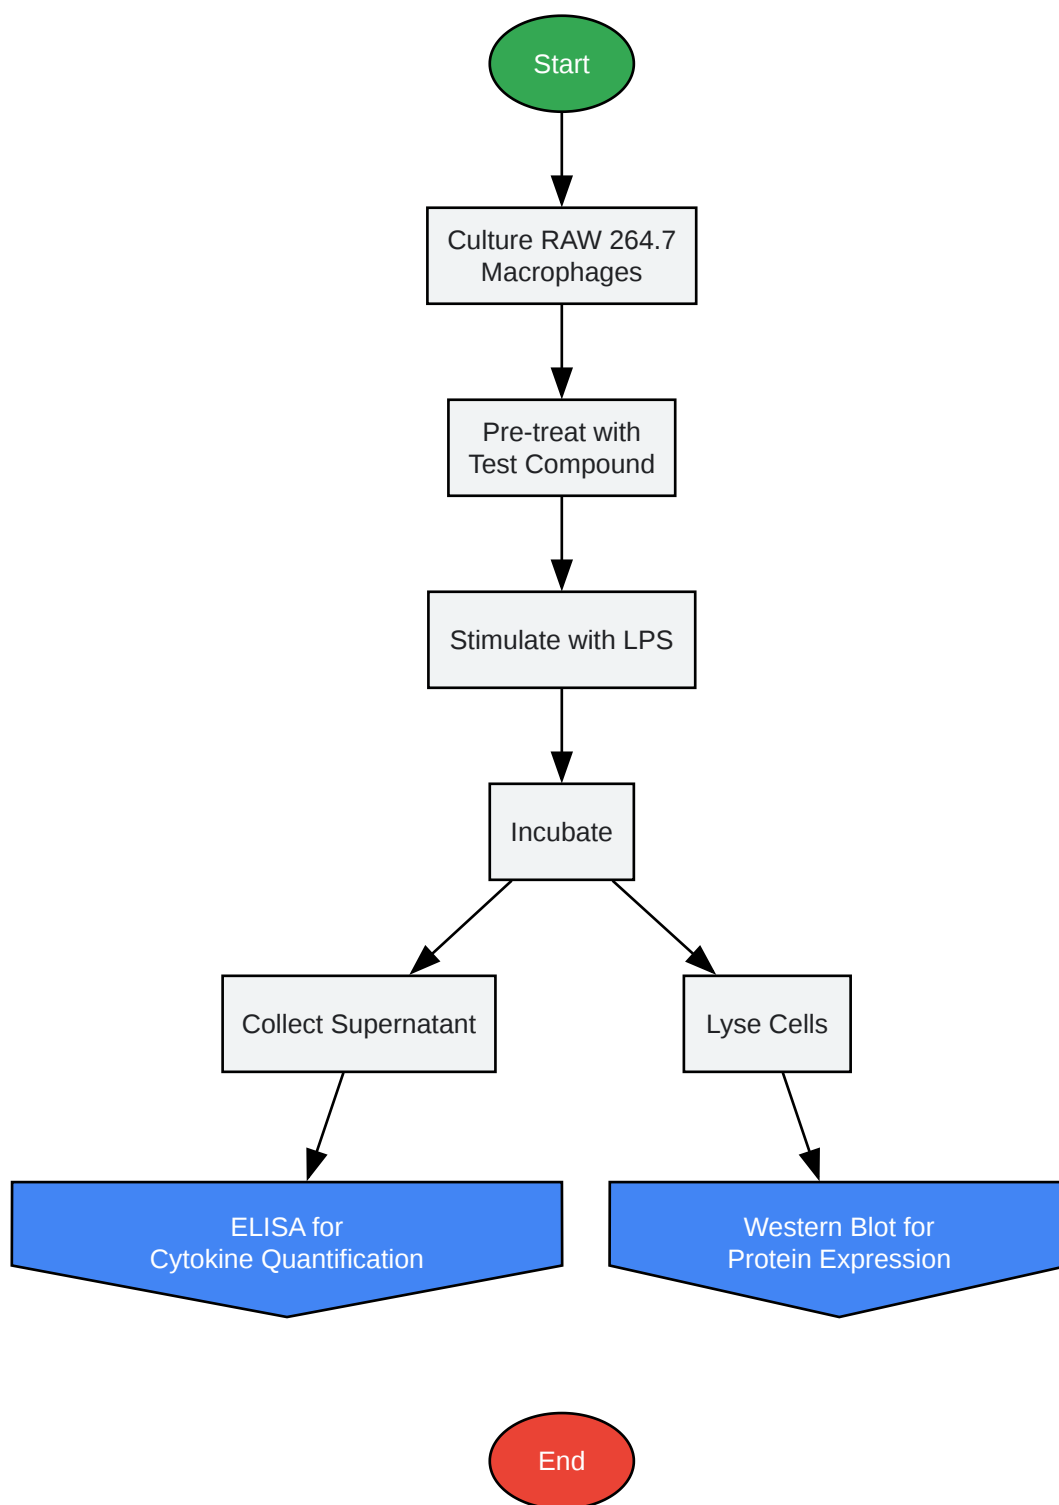 Start
Culture RAW 264.7
Macrophages
Pre-treat with
Test Compound
Stimulate with LPS
Incubate
Collect Supernatant
Lyse Cells
ELISA for
Cytokine Quantification
Western Blot for
Protein Expression
End